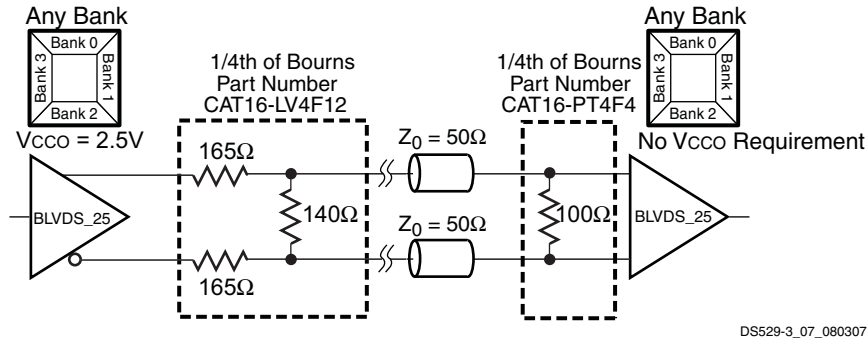 Any Bank
Bank 0
Bank 3
Bank 1
Bank 2
VCCO = 2.5V
1/4th of Bourns
Part Number
CAT16-LV4F12
1/4th of Bourns
Part Number
CAT16-PT4F4
Any Bank
Bank 0
Bank 3
Bank 1
Bank 2
No VCCO Requirement
165Ω
Z0 = 50Ω
BLVDS_25
140Ω
Z0 = 50Ω
100Ω
BLVDS_25
165Ω
DS529-3_07_080307